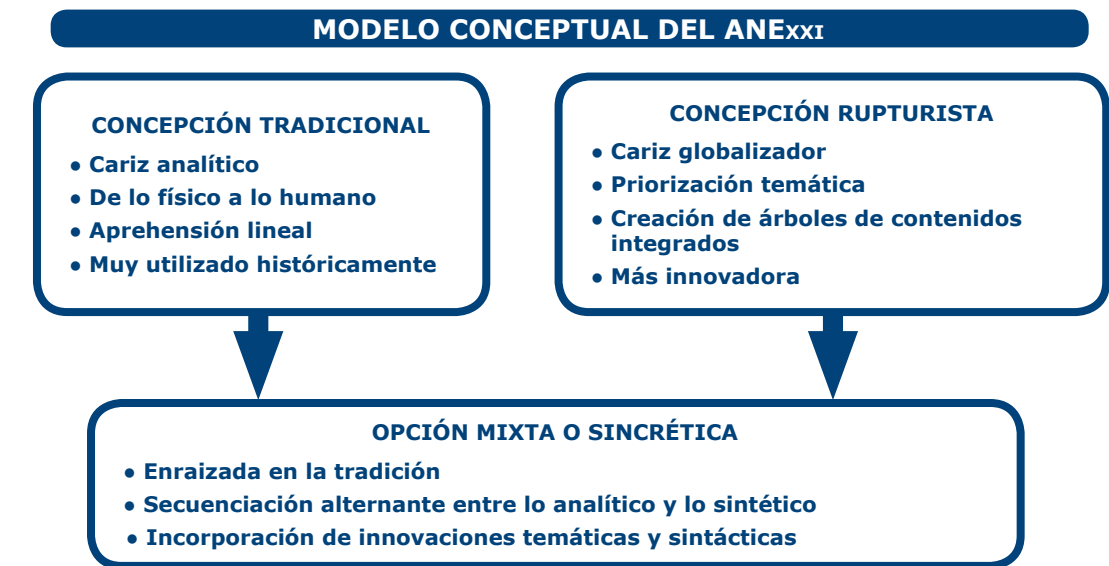 MODELO CONCEPTUAL DEL ANEXXI
CONCEPCIÓN TRADICIONAL
● Cariz analítico
● De lo físico a lo humano
● Aprehensión lineal
● Muy utilizado históricamente
CONCEPCIÓN RUPTURISTA
● Cariz globalizador
● Priorización temática
● Creación de árboles de contenidos
integrados
● Más innovadora
OPCIÓN MIXTA O SINCRÉTICA
● Enraizada en la tradición
● Secuenciación alternante entre lo analítico y lo sintético
● Incorporación de innovaciones temáticas y sintácticas